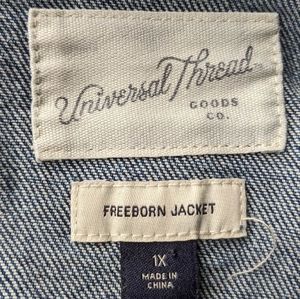 Universal Thread
GOODS
CO.
FREEBORN JACKET
1X
MADE IN
CHINA